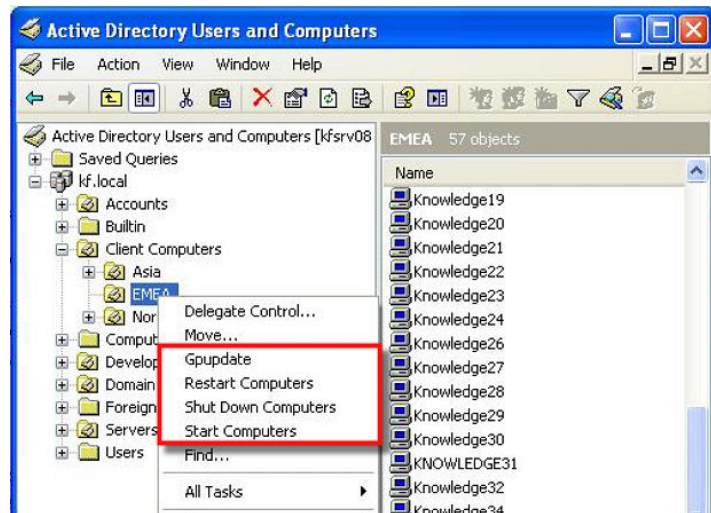 Active Directory Users and Computers
File Action View Window Help
Active Directory Users and Computers [kfsrv08
Saved Queries
kf.local
Accounts
Builtin
Client Computers
Asia
EMEA
Nor
Comput
Develop
Domain
Foreign
Servers
Users
Delegate Control...
Move...
Gpupdate
Restart Computers
Shut Down Computers
Start Computers
Find...
All Tasks
EMEA 57 objects
Name
Knowledge19
Knowledge20
Knowledge21
Knowledge22
Knowledge23
Knowledge24
Knowledge26
Knowledge27
Knowledge28
Knowledge29
Knowledge30
KNOWLEDGE31
Knowledge32
Knowledge34